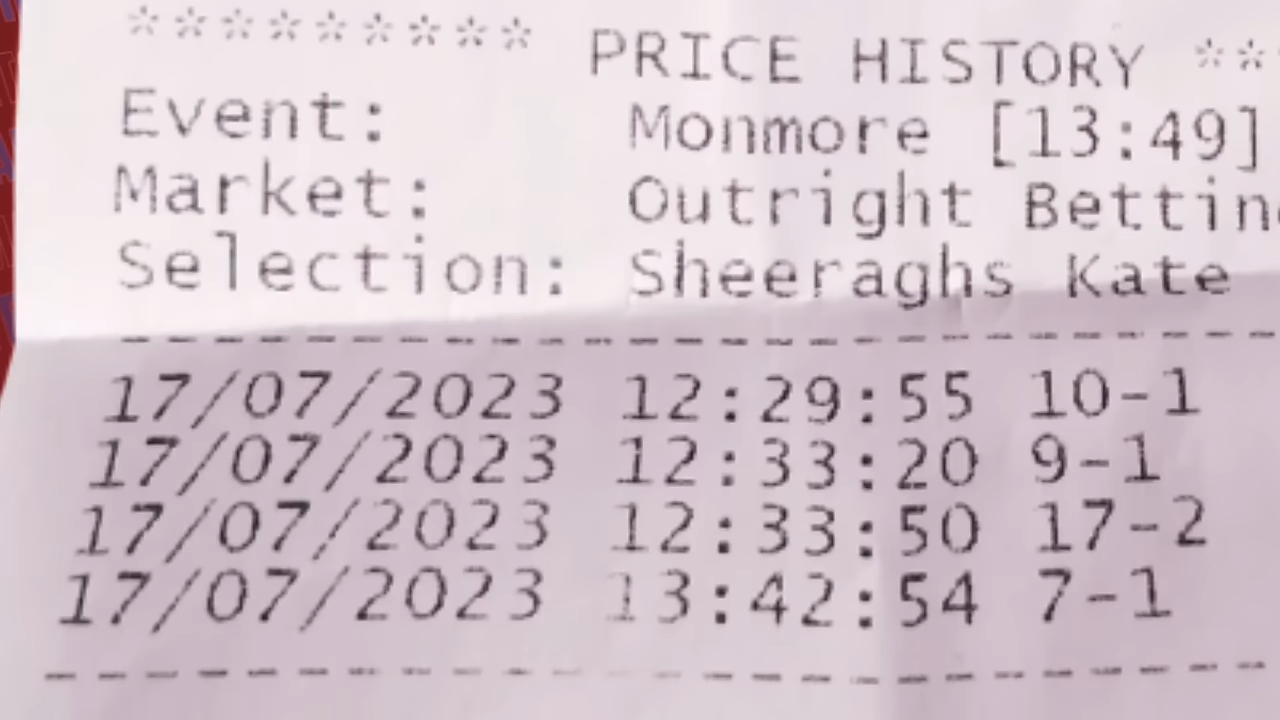 ********* PRICE HISTORY **
Event: Monmore [13:49]
Market: Outright Betting
Selection: Sheeraghs Kate
17/07/2023 12:29:55 10-1
17/07/2023 12:33:20 9-1
17/07/2023 12:33:50 17-2
17/07/2023 13:42:54 7-1